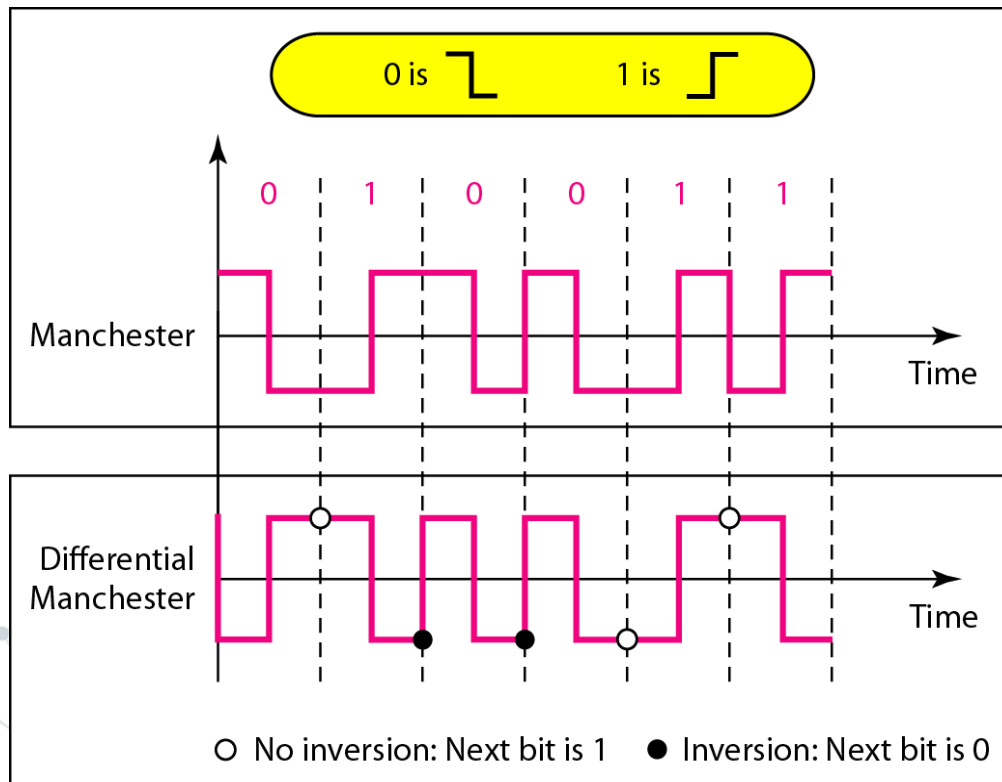 0 is 1 is
0 1 0 0 1 1
Manchester
Time
Differential
Manchester
Time
No inversion: Next bit is 1 Inversion: Next bit is 0